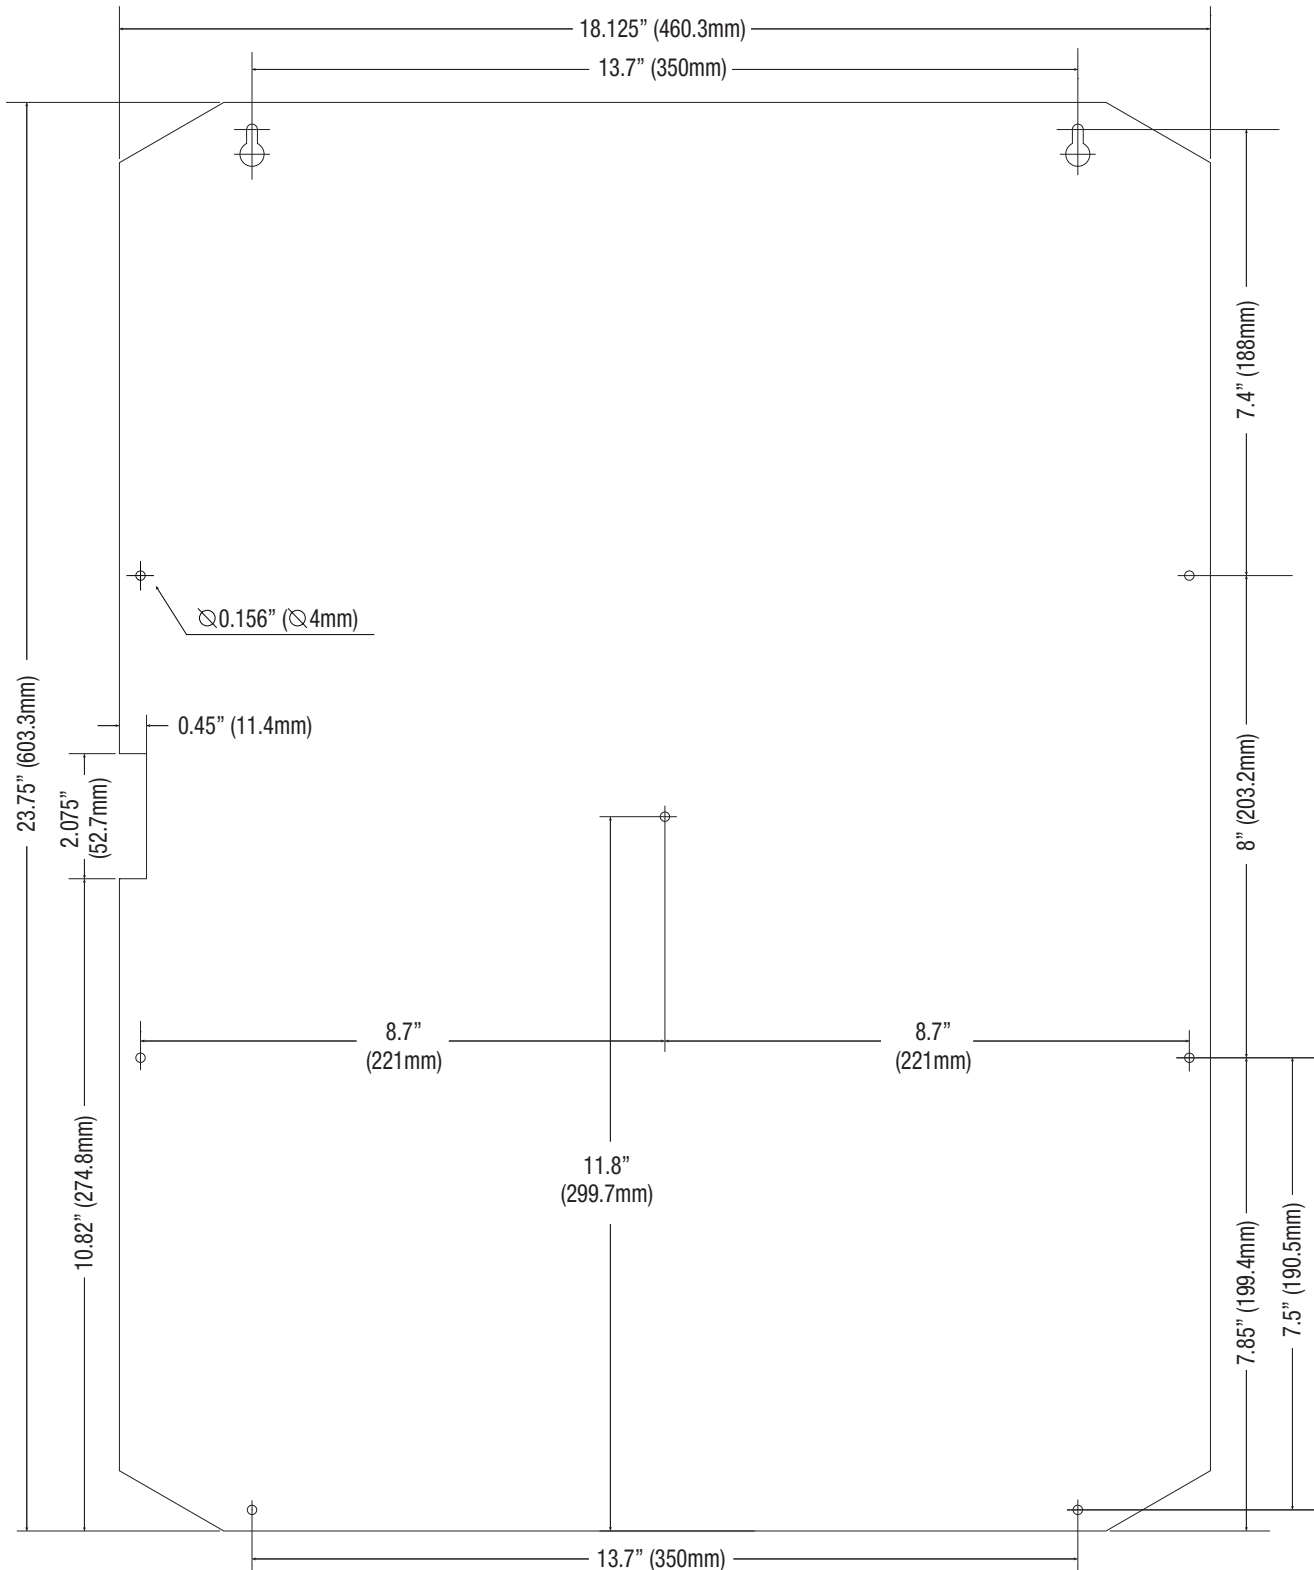 18.125” (460.3mm)
13.7” (350mm)
7.4” (188mm)
⌀0.156” (⌀4mm)
23.75” (603.3mm)
0.45” (11.4mm)
2.075”
(52.7mm)
8” (203.2mm)
8.7”
(221mm)
8.7”
(221mm)
10.82” (274.8mm)
11.8”
(299.7mm)
7.85” (199.4mm)
7.5” (190.5mm)
13.7” (350mm)